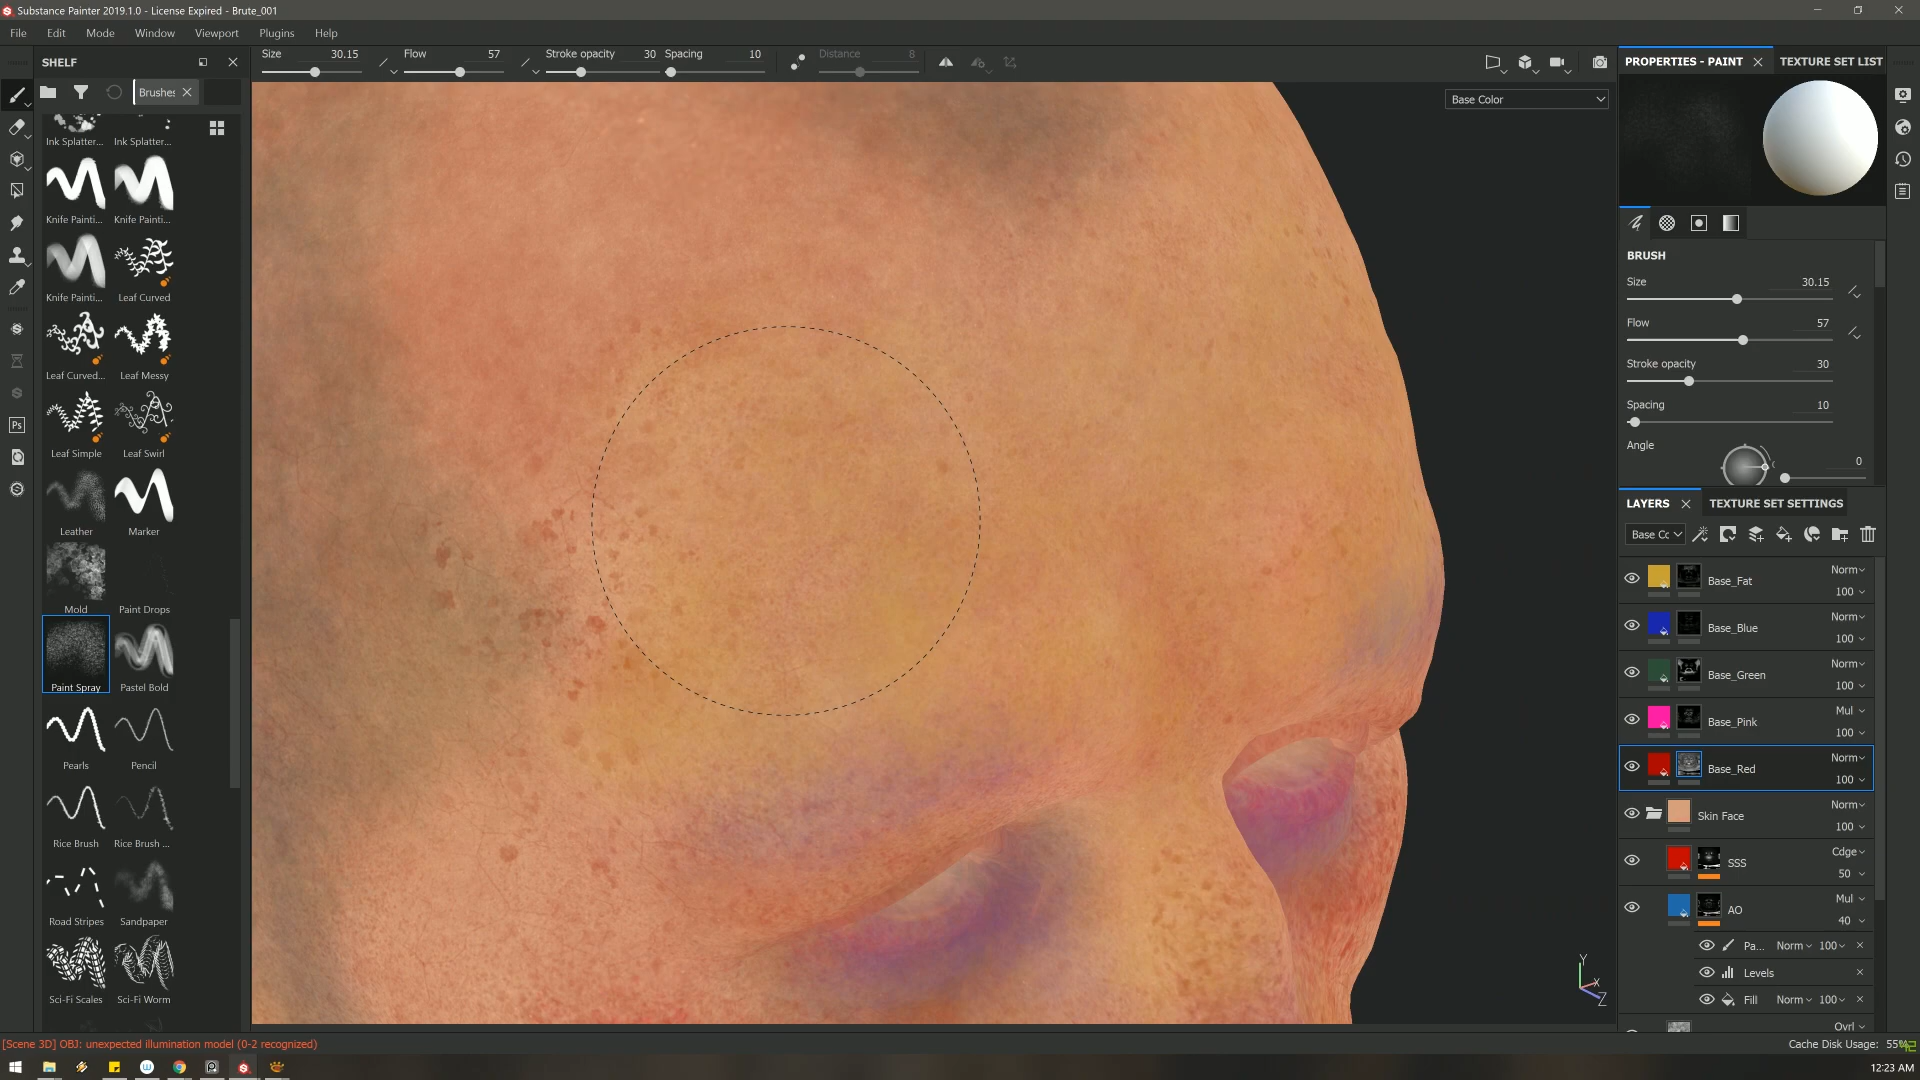 Substance Painter 2019.1.0 - License Expired - Brute_001
File Edit Mode Window Viewport Plugins Help
SHELF
Size 30.15 Flow 57 Stroke opacity 30 Spacing 10 Distance 8
PROPERTIES - PAINT TEXTURE SET LIST
Brushes
Base Color
Ink Splatter... Ink Splatter...
Knife Painti... Knife Painti...
Knife Painti... Leaf Curved
Leaf Curved... Leaf Messy
Leaf Simple Leaf Swirl
Leather Marker
Mold Paint Drops
Paint Spray Pastel Bold
Pearls Pencil
Rice Brush Rice Brush ...
Road Stripes Sandpaper
Sci-Fi Scales Sci-Fi Worm
Ps
BRUSH
Size 30.15
Flow 57
Stroke opacity 30
Spacing 10
Angle
0
LAYERS TEXTURE SET SETTINGS
Base Cc
Base_Fat Norm 100
Base_Blue Norm 100
Base_Green Norm 100
Base_Pink Mul 100
Base_Red Norm 100
Skin Face Norm 100
SSS Cdge 50
AO Mul 40
Pa... Norm 100
Levels
Fill Norm 100
Ovrl
Y
X
Z
[Scene 3D] OBJ: unexpected illumination model (0-2 recognized)
Cache Disk Usage: 55%
12:23 AM